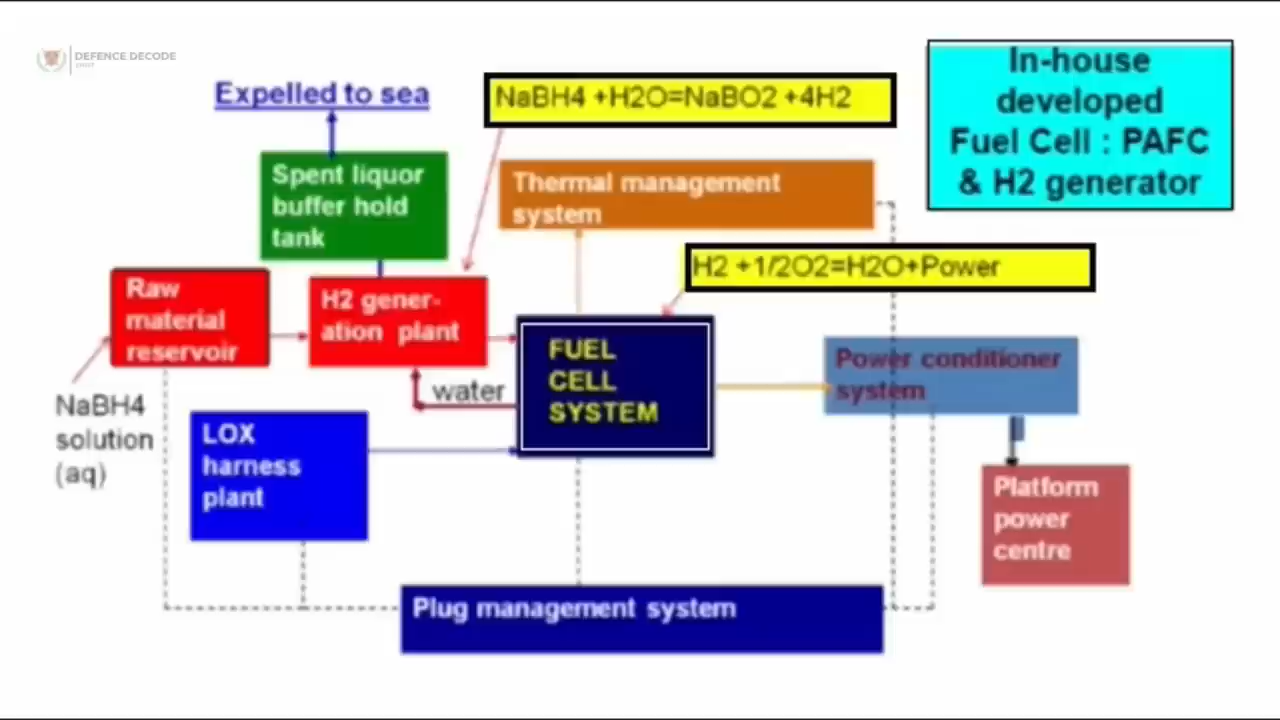 DEFENCE DECODE
Expelled to sea
NaBH4 +H2O=NaBO2 +4H2
In-house
developed
Fuel Cell : PAFC
& H2 generator
Spent liquor
buffer hold
tank
Thermal management
system
H2 +1/2O2=H2O+Power
Raw
material
reservoir
H2 gener-
ation plant
FUEL
CELL
SYSTEM
Power conditioner
system
water
NaBH4
solution
(aq)
LOX
harness
plant
Platform
power
centre
Plug management system